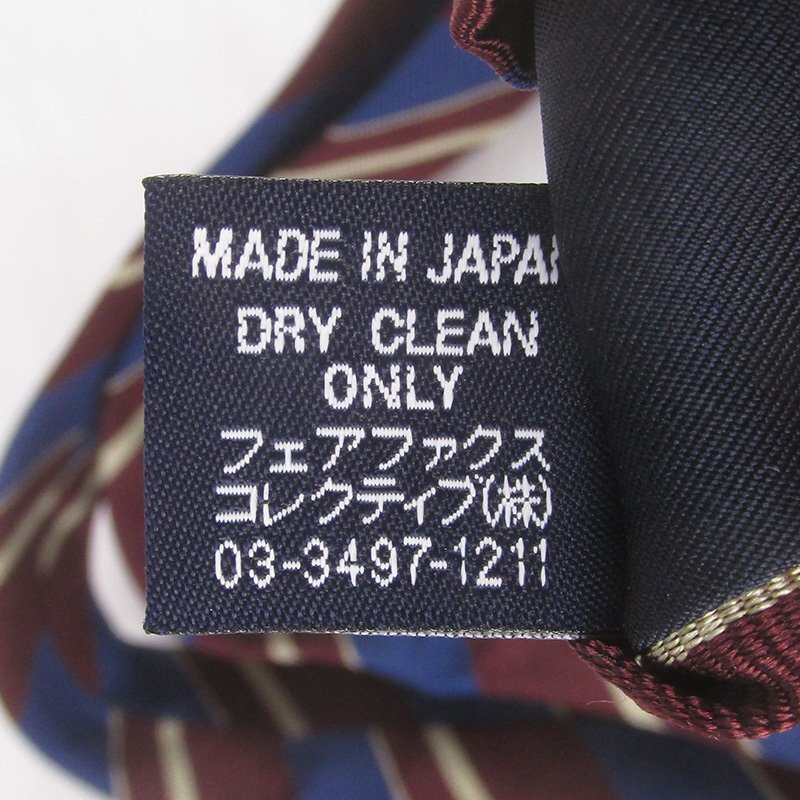 MADE IN JAPAN
DRY CLEAN
ONLY
フェアファクス
コレクティブ(株)
03-3497-1211